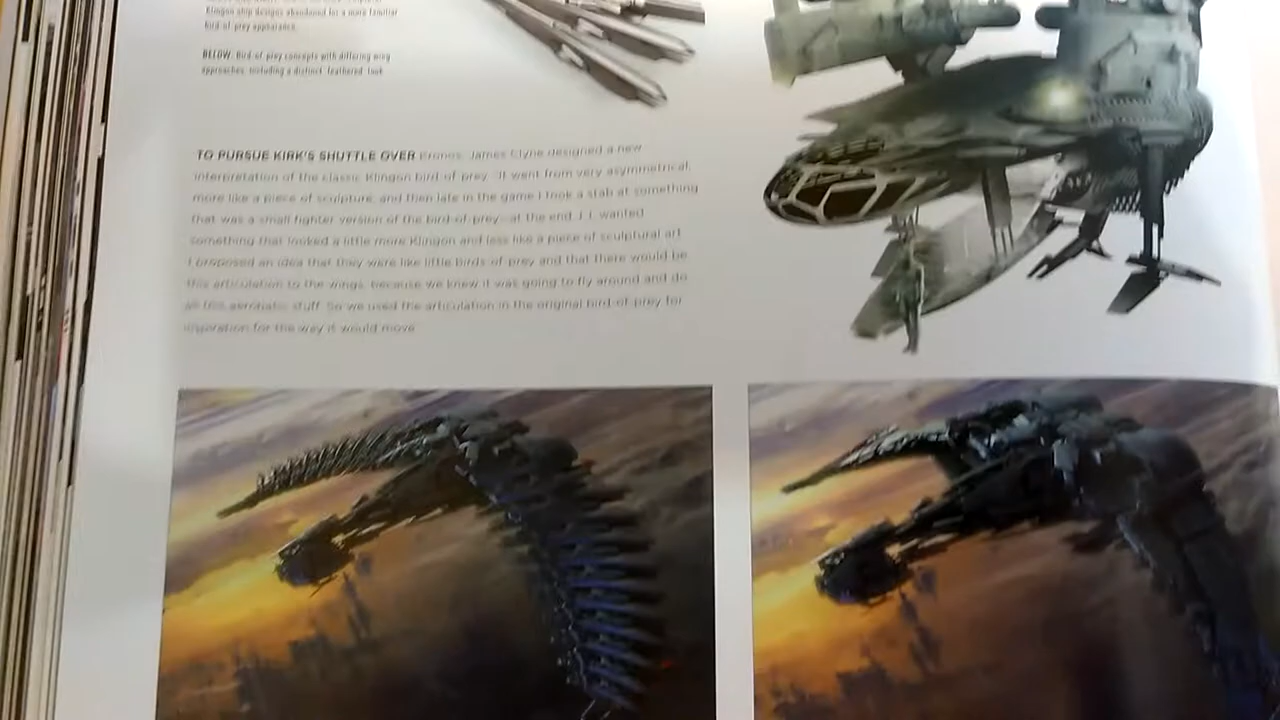 Klingon ship designs abandoned for a more familiar
bird-of-prey appearance.
BELOW: Bird-of-prey concepts with differing wing
approaches, including a distinct "feathered" look
TO PURSUE KIRK'S SHUTTLE OVER Kronos, James Clyne designed a new
interpretation of the classic Klingon bird-of-prey. "It went from very asymmetrical,
more like a piece of sculpture, and then late in the game I took a stab at something
that was a small fighter version of the bird-of-prey—at the end J. J. wanted
something that looked a little more Klingon and less like a piece of sculptural art.
I proposed an idea that they were like little birds-of-prey and that there would be
this articulation to the wings, because we knew it was going to fly around and do
all this aerobatic stuff. So we used the articulation in the original bird-of-prey for
inspiration for the way it would move."